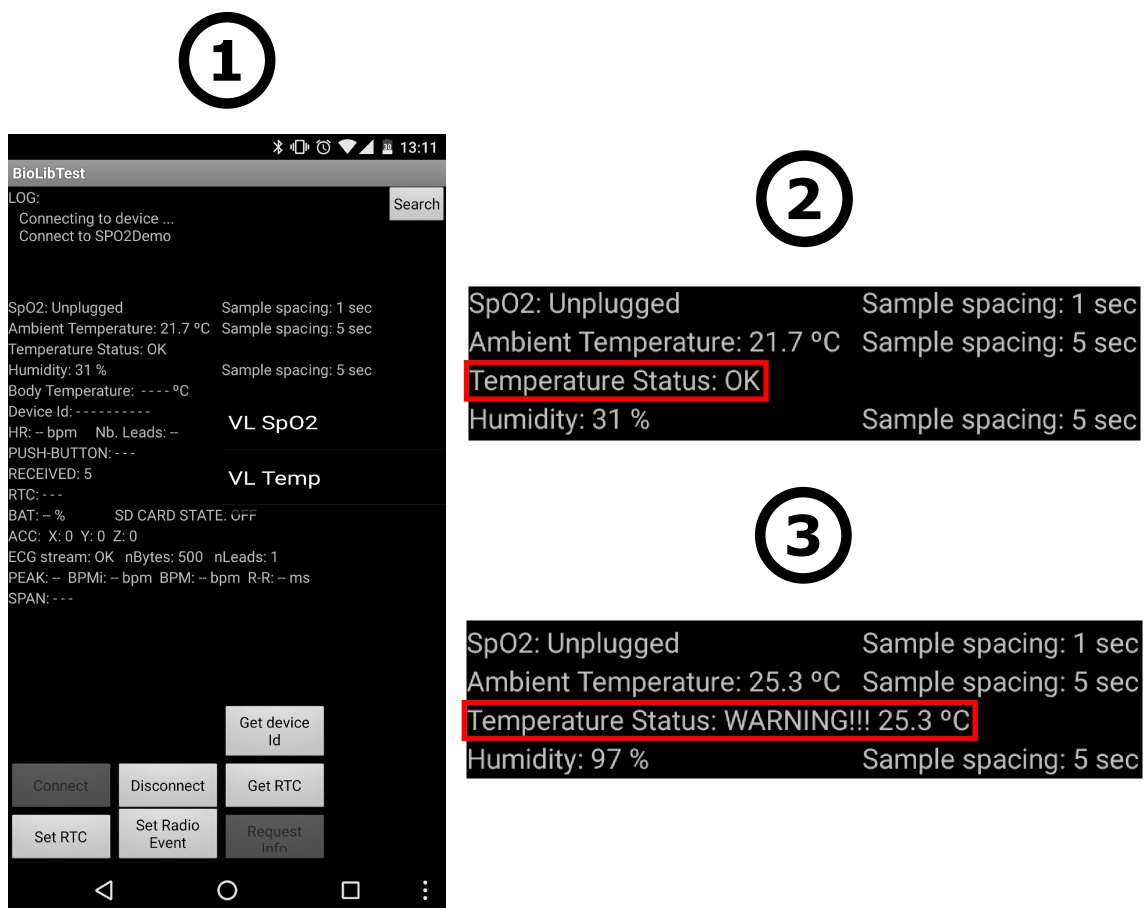 1
13:11
BioLibTest
LOG:
Search
Connecting to device ...
Connect to SPO2Demo
SpO2: Unplugged Sample spacing: 1 sec
Ambient Temperature: 21.7 ºC Sample spacing: 5 sec
Temperature Status: OK
Humidity: 31 % Sample spacing: 5 sec
Body Temperature: - - - - ºC
Device Id: - - - - - - - - - -
VL SpO2
HR: -- bpm Nb. Leads: --
PUSH-BUTTON: - - -
RECEIVED: 5
VL Temp
RTC: - - -
BAT: -- % SD CARD STATE: OFF
ACC: X: 0 Y: 0 Z: 0
ECG stream: OK nBytes: 500 nLeads: 1
PEAK: -- BPMi: -- bpm BPM: -- bpm R-R: -- ms
SPAN: - - -
Get device
Id
Connect
Disconnect
Get RTC
Set RTC
Set Radio
Event
Request
Info
2
SpO2: Unplugged Sample spacing: 1 sec
Ambient Temperature: 21.7 ºC Sample spacing: 5 sec
Temperature Status: OK
Humidity: 31 % Sample spacing: 5 sec
3
SpO2: Unplugged Sample spacing: 1 sec
Ambient Temperature: 25.3 ºC Sample spacing: 5 sec
Temperature Status: WARNING!!! 25.3 ºC
Humidity: 97 % Sample spacing: 5 sec